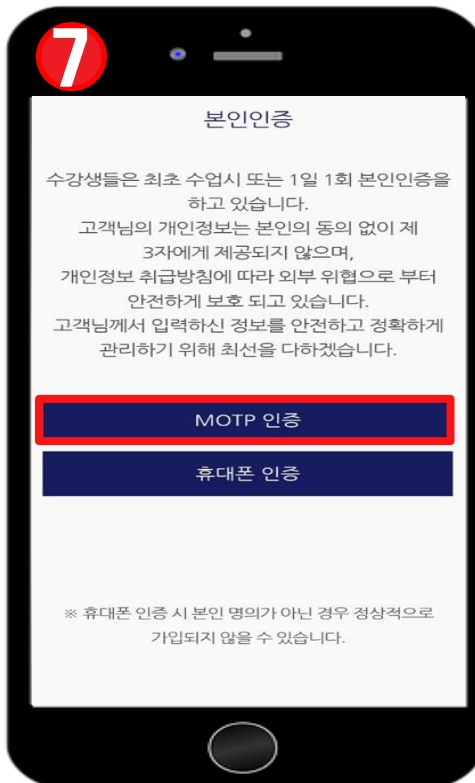 7
본인인증
수강생들은 최초 수업시 또는 1일 1회 본인인증을
하고 있습니다.
고객님의 개인정보는 본인의 동의 없이 제
3자에게 제공되지 않으며,
개인정보 취급방침에 따라 외부 위협으로 부터
안전하게 보호 되고 있습니다.
고객님께서 입력하신 정보를 안전하고 정확하게
관리하기 위해 최선을 다하겠습니다.
MOTP 인증
휴대폰 인증
※ 휴대폰 인증 시 본인 명의가 아닌 경우 정상적으로
가입되지 않을 수 있습니다.